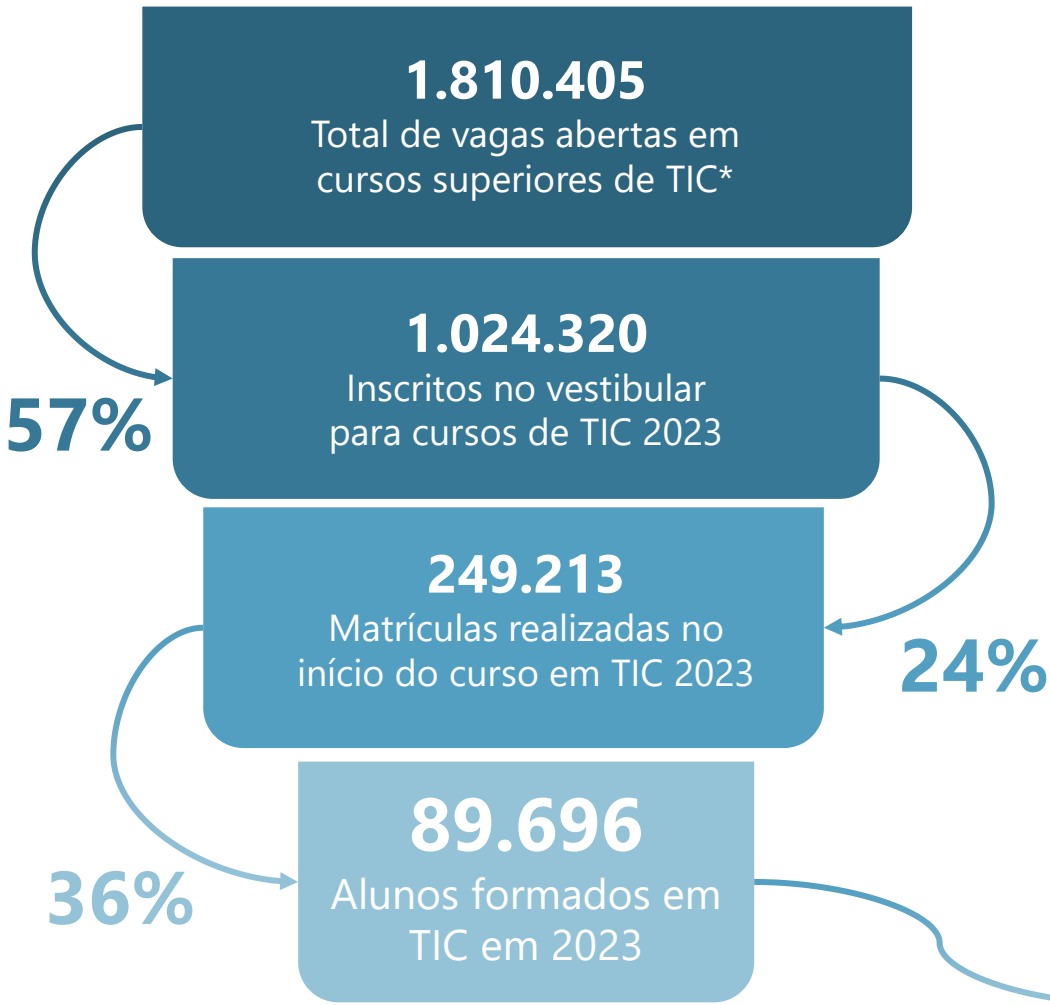 1.810.405
Total de vagas abertas em
cursos superiores de TIC*
1.024.320
Inscritos no vestibular
para cursos de TIC 2023
57%
249.213
Matrículas realizadas no
início do curso em TIC 2023
24%
89.696
Alunos formados em
TIC em 2023
36%